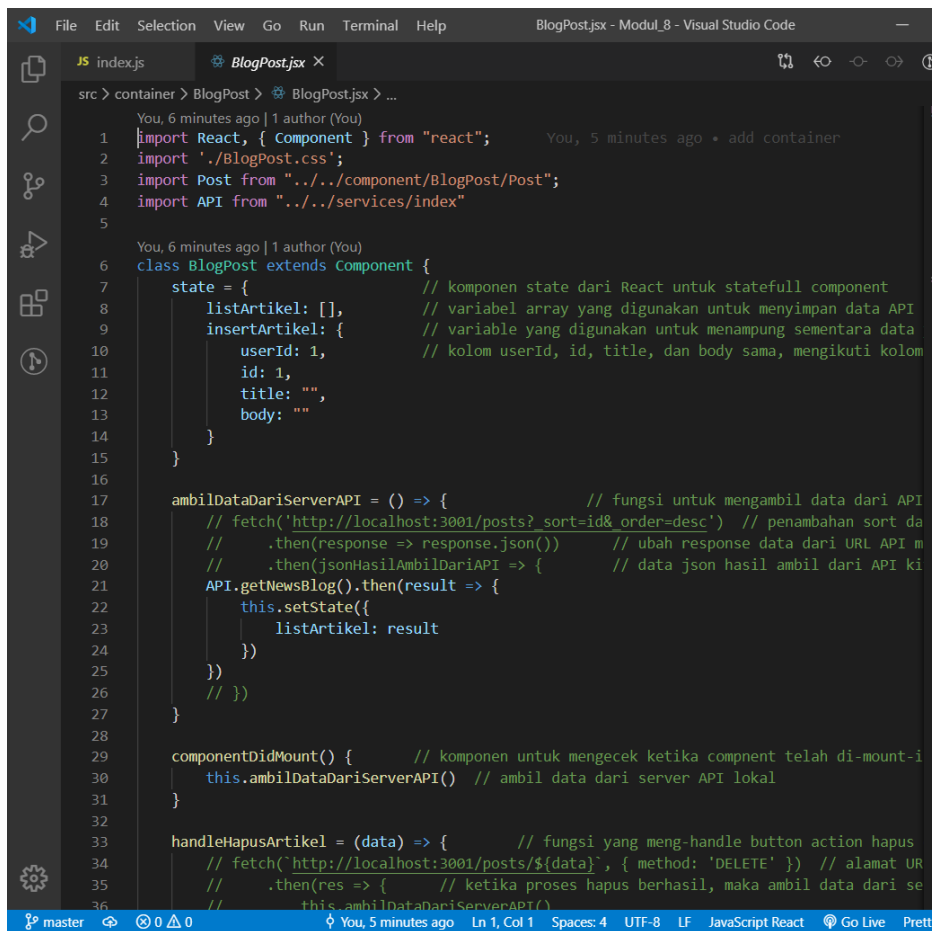 File Edit Selection View Go Run Terminal Help BlogPost.jsx - Modul_8 - Visual Studio Code
JS index.js BlogPost.jsx
src > container > BlogPost > BlogPost.jsx > ...
You, 6 minutes ago | 1 author (You)
1 import React, { Component } from "react"; You, 5 minutes ago • add container
2 import './BlogPost.css';
3 import Post from "../../component/BlogPost/Post";
4 import API from "../../services/index"
5
You, 6 minutes ago | 1 author (You)
6 class BlogPost extends Component {
7 state = { // komponen state dari React untuk statefull component
8 listArtikel: [], // variabel array yang digunakan untuk menyimpan data API
9 insertArtikel: { // variable yang digunakan untuk menampung sementara data
10 userId: 1, // kolom userId, id, title, dan body sama, mengikuti kolom
11 id: 1,
12 title: "",
13 body: ""
14 }
15 }
16
17 ambilDataDariServerAPI = () => { // fungsi untuk mengambil data dari API
18 // fetch('http://localhost:3001/posts?_sort=id&_order=desc') // penambahan sort da
19 // .then(response => response.json()) // ubah response data dari URL API m
20 // .then(jsonHasilAmbilDariAPI => { // data json hasil ambil dari API ki
21 API.getNewsBlog().then(result => {
22 this.setState({
23 listArtikel: result
24 })
25 })
26 // })
27 }
28
29 componentDidMount() { // komponen untuk mengecek ketika compnent telah di-mount-i
30 this.ambilDataDariServerAPI() // ambil data dari server API lokal
31 }
32
33 handleHapusArtikel = (data) => { // fungsi yang meng-handle button action hapus
34 // fetch(`http://localhost:3001/posts/${data}`, { method: 'DELETE' }) // alamat UR
35 // .then(res => { // ketika proses hapus berhasil, maka ambil data dari se
36 // this.ambilDataDariServerAPI()
master 0 0 You, 5 minutes ago Ln 1, Col 1 Spaces: 4 UTF-8 LF JavaScript React Go Live Prett